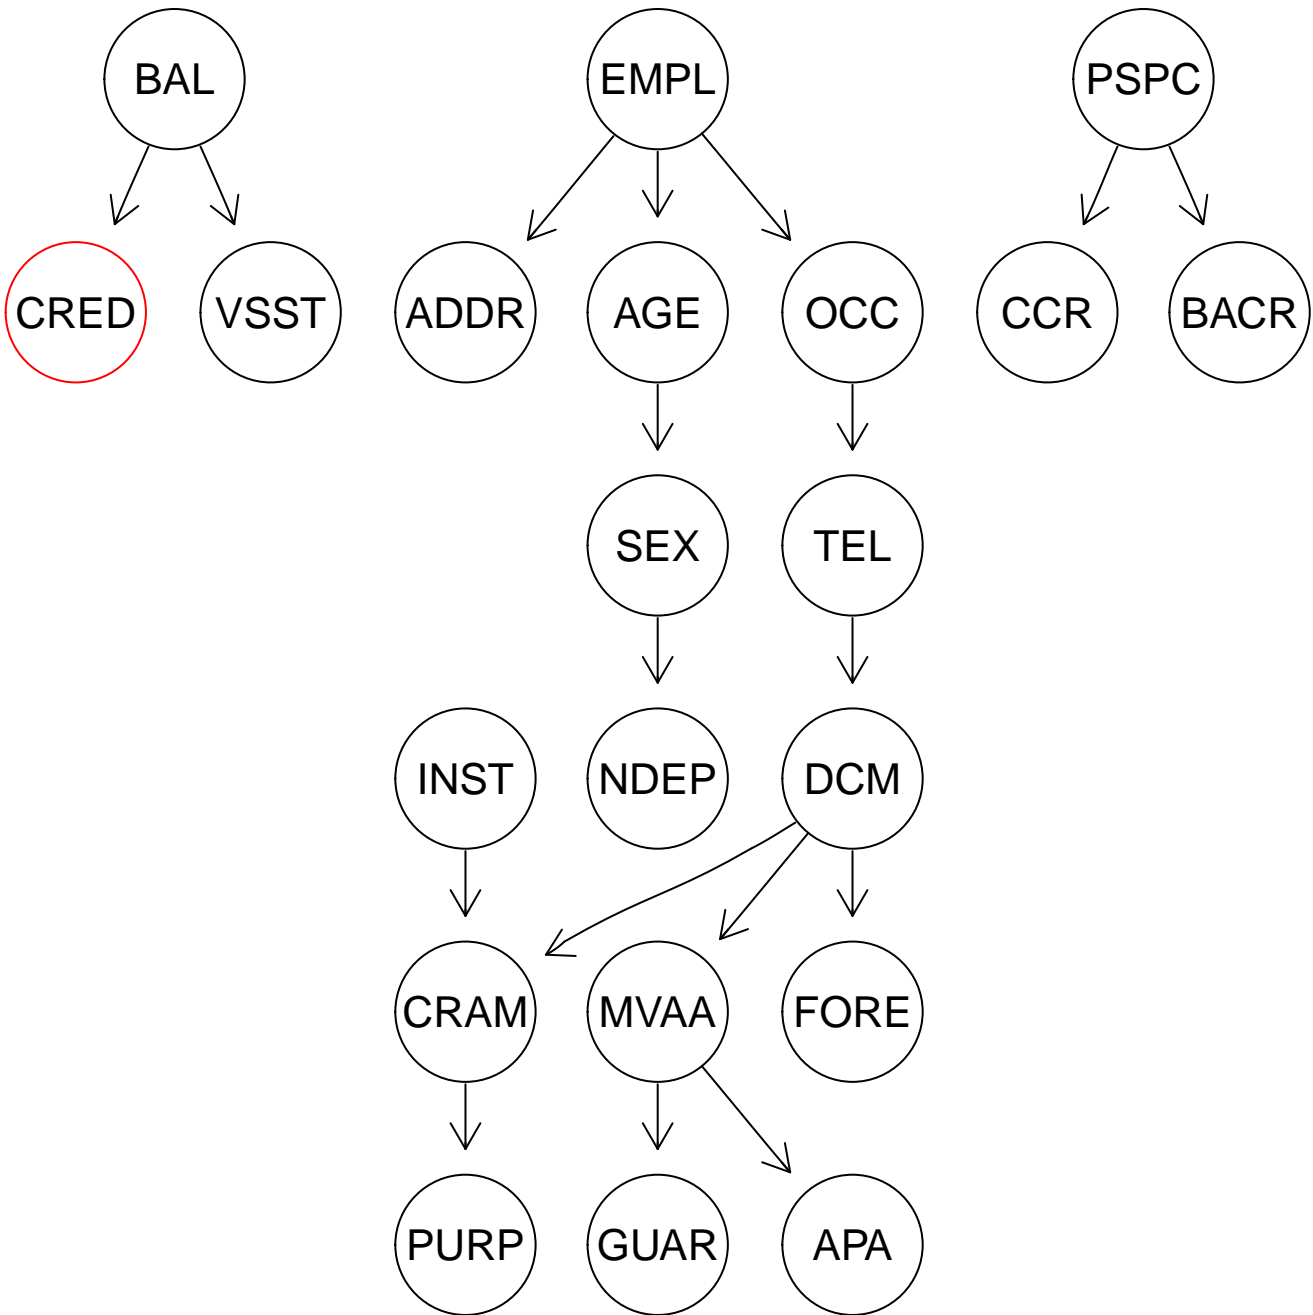 BAL
EMPL
PSPC
CRED
VSST
ADDR
AGE
OCC
CCR
BACR
SEX
TEL
INST
NDEP
DCM
CRAM
MVAA
FORE
PURP
GUAR
APA